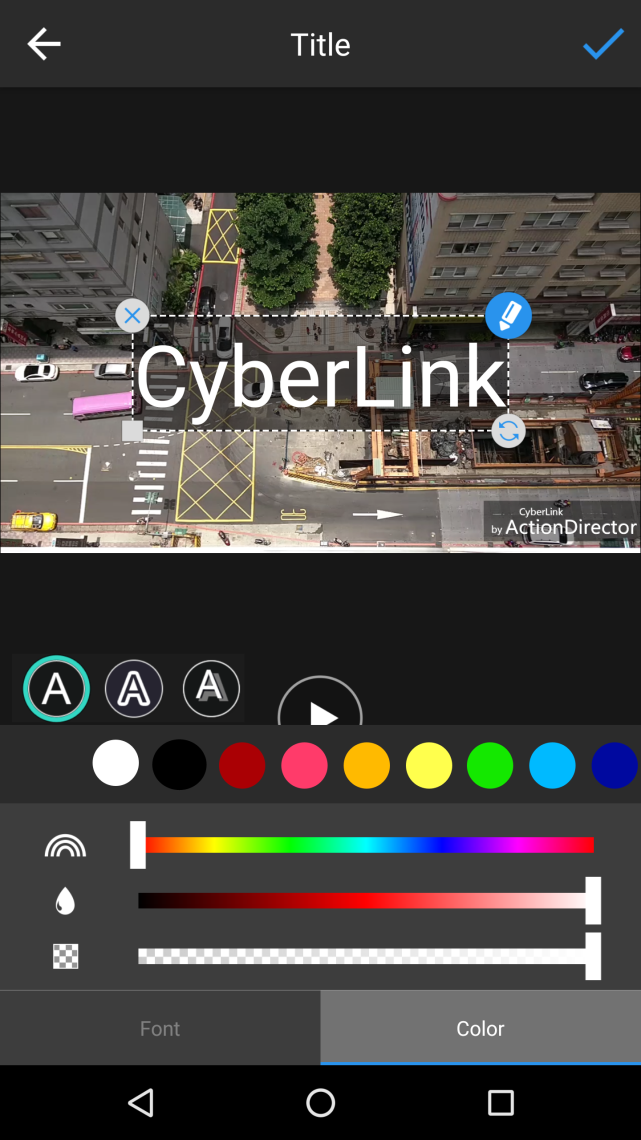 Title
CyberLink
CyberLink
by ActionDirector
A A A
Font
Color